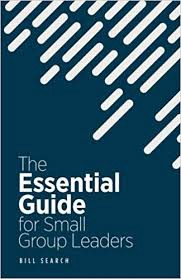 The
Essential
Guide
for Small
Group Leaders
BILL SEARCH